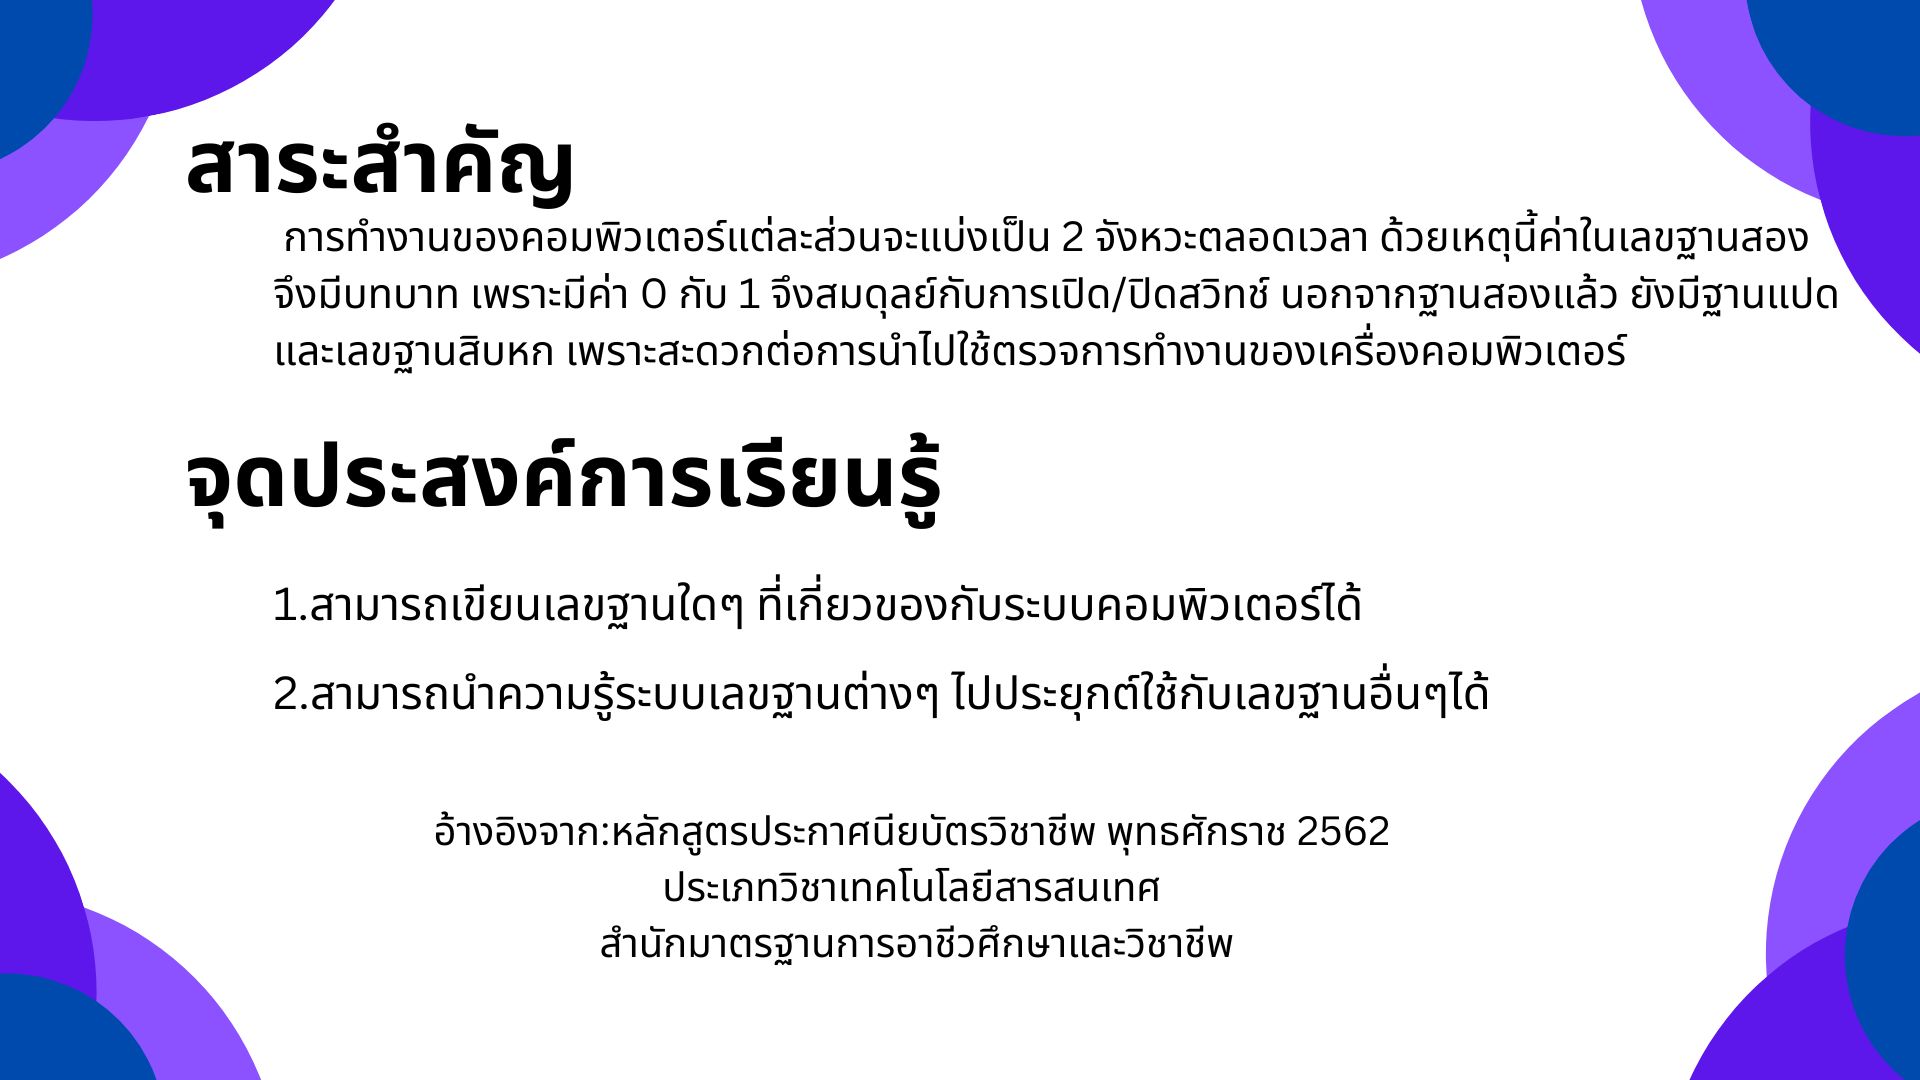 สาระสำคัญ
การทำงานของคอมพิวเตอร์แต่ละส่วนจะแบ่งเป็น 2 จังหวะตลอดเวลา ด้วยเหตุนี้ค่าในเลขฐานสอง
จึงมีบทบาท เพราะมีค่า 0 กับ 1 จึงสมดุลย์กับการเปิด/ปิดสวิทช์ นอกจากฐานสองแล้ว ยังมีฐานแปด
และเลขฐานสิบหก เพราะสะดวกต่อการนำไปใช้ตรวจการทำงานของเครื่องคอมพิวเตอร์
จุดประสงค์การเรียนรู้
1.สามารถเขียนเลขฐานใดๆ ที่เกี่ยวของกับระบบคอมพิวเตอร์ได้
2.สามารถนำความรู้ระบบเลขฐานต่างๆ ไปประยุกต์ใช้กับเลขฐานอื่นๆได้
อ้างอิงจาก:หลักสูตรประกาศนียบัตรวิชาชีพ พุทธศักราช 2562
ประเภทวิชาเทคโนโลยีสารสนเทศ
สำนักมาตรฐานการอาชีวศึกษาและวิชาชีพ